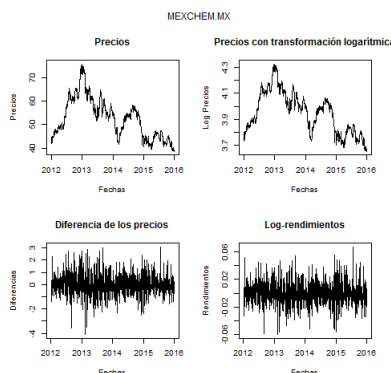 MEXCHEM.MX
Precios
Precios
40 50 60 70
2012 2013 2014 2015 2016
Fechas
Precios con transformación logarítmica
Log Precios
3.7 3.9 4.1 4.3
2012 2013 2014 2015 2016
Fechas
Diferencia de los precios
Diferencias
-4 -2 0 1 2 3
2012 2013 2014 2015 2016
Fechas
Log-rendimientos
Rendimientos
-0.06 -0.02 0.02 0.06
2012 2013 2014 2015 2016
Fechas